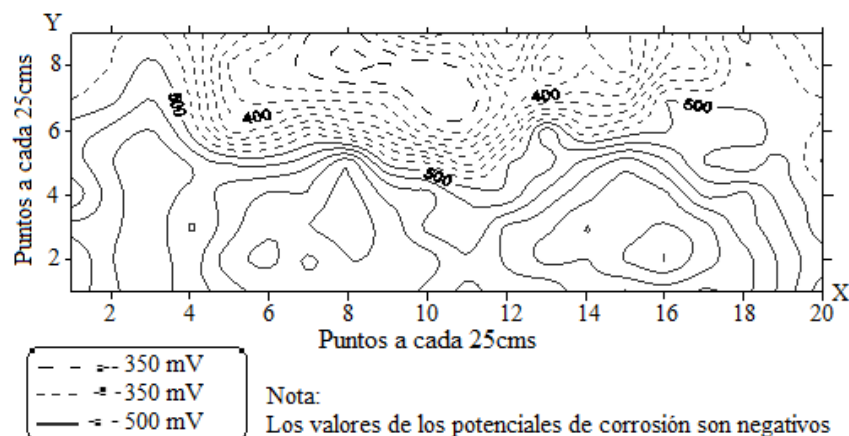 Y
Puntos a cada 25cms
8
6
4
2
500
400
500
400
500
2 4 6 8 10 12 14 16 18 20
X
Puntos a cada 25cms
- 350 mV
- 350 mV
- 500 mV
Nota:
Los valores de los potenciales de corrosión son negativos